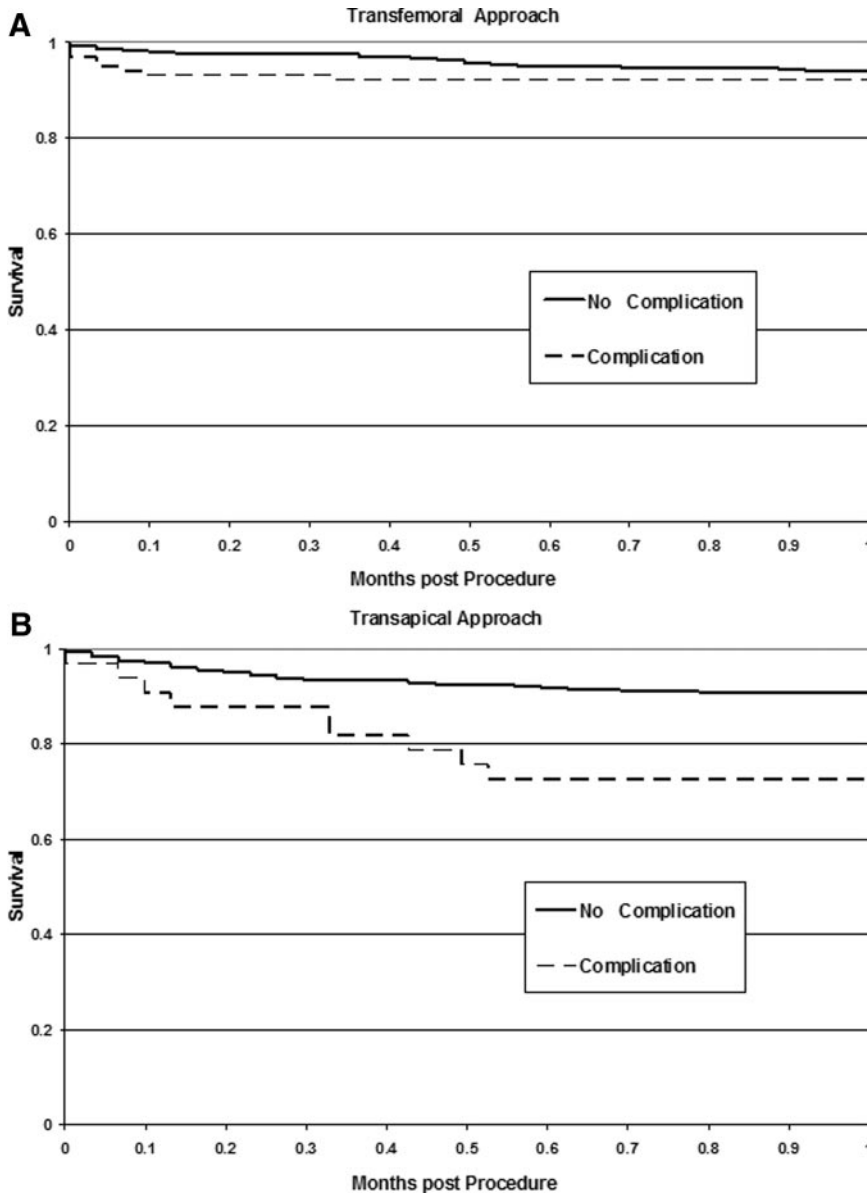 A
Transfemoral Approach
1
0.8
0.6
0.4
0.2
0
Survival
No Complication
Complication
0 0.1 0.2 0.3 0.4 0.5 0.6 0.7 0.8 0.9 1
Months post Procedure
B
Transapical Approach
1
0.8
0.6
0.4
0.2
0
Survival
No Complication
Complication
0 0.1 0.2 0.3 0.4 0.5 0.6 0.7 0.8 0.9 1
Months post Procedure